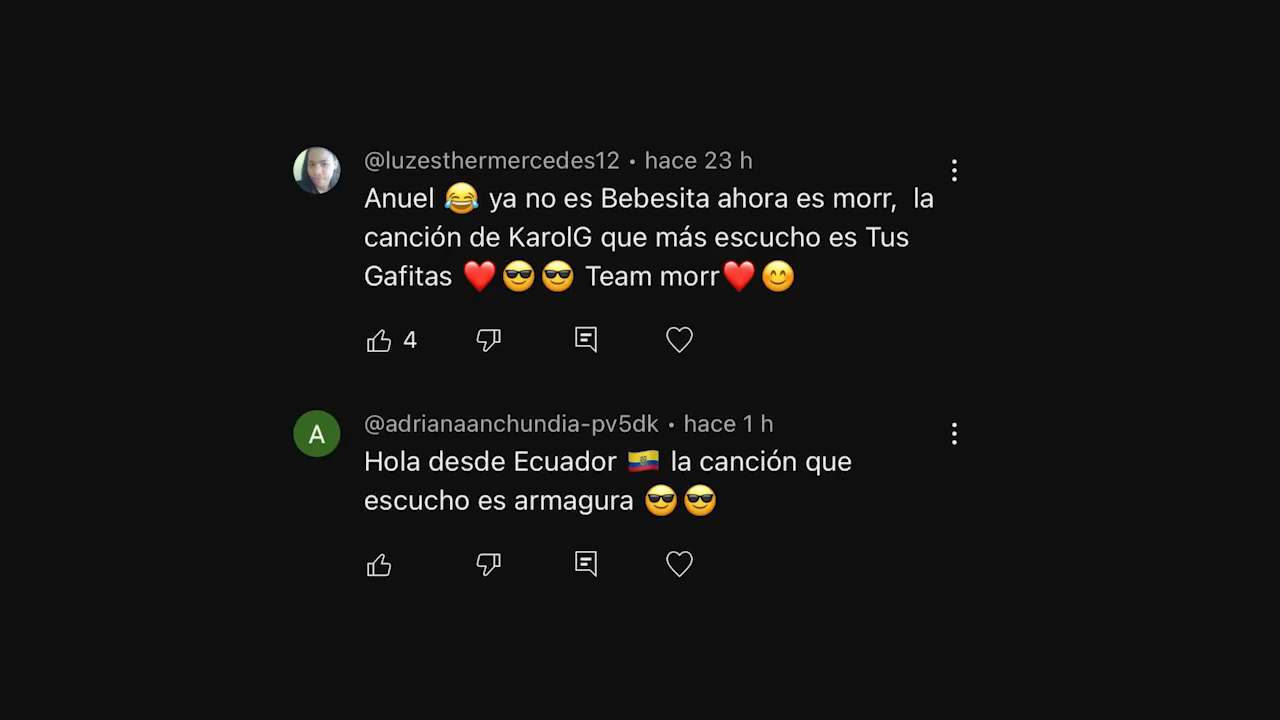 @luzesthermercedes12 • hace 23 h
Anuel 😂 ya no es Bebesita ahora es morr, la
canción de KarolG que más escucho es Tus
Gafitas ❤️😎😎 Team morr❤️😊
4
A
@adrianaanchundia-pv5dk • hace 1 h
Hola desde Ecuador 🇪🇨 la canción que
escucho es armagura 😎😎